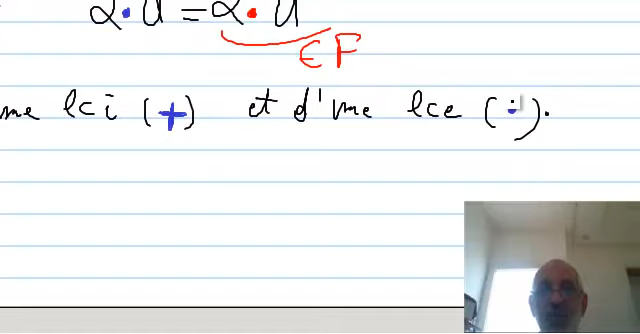 α · u = α · u
∈ F
me lci (+) et d'une lce (·).